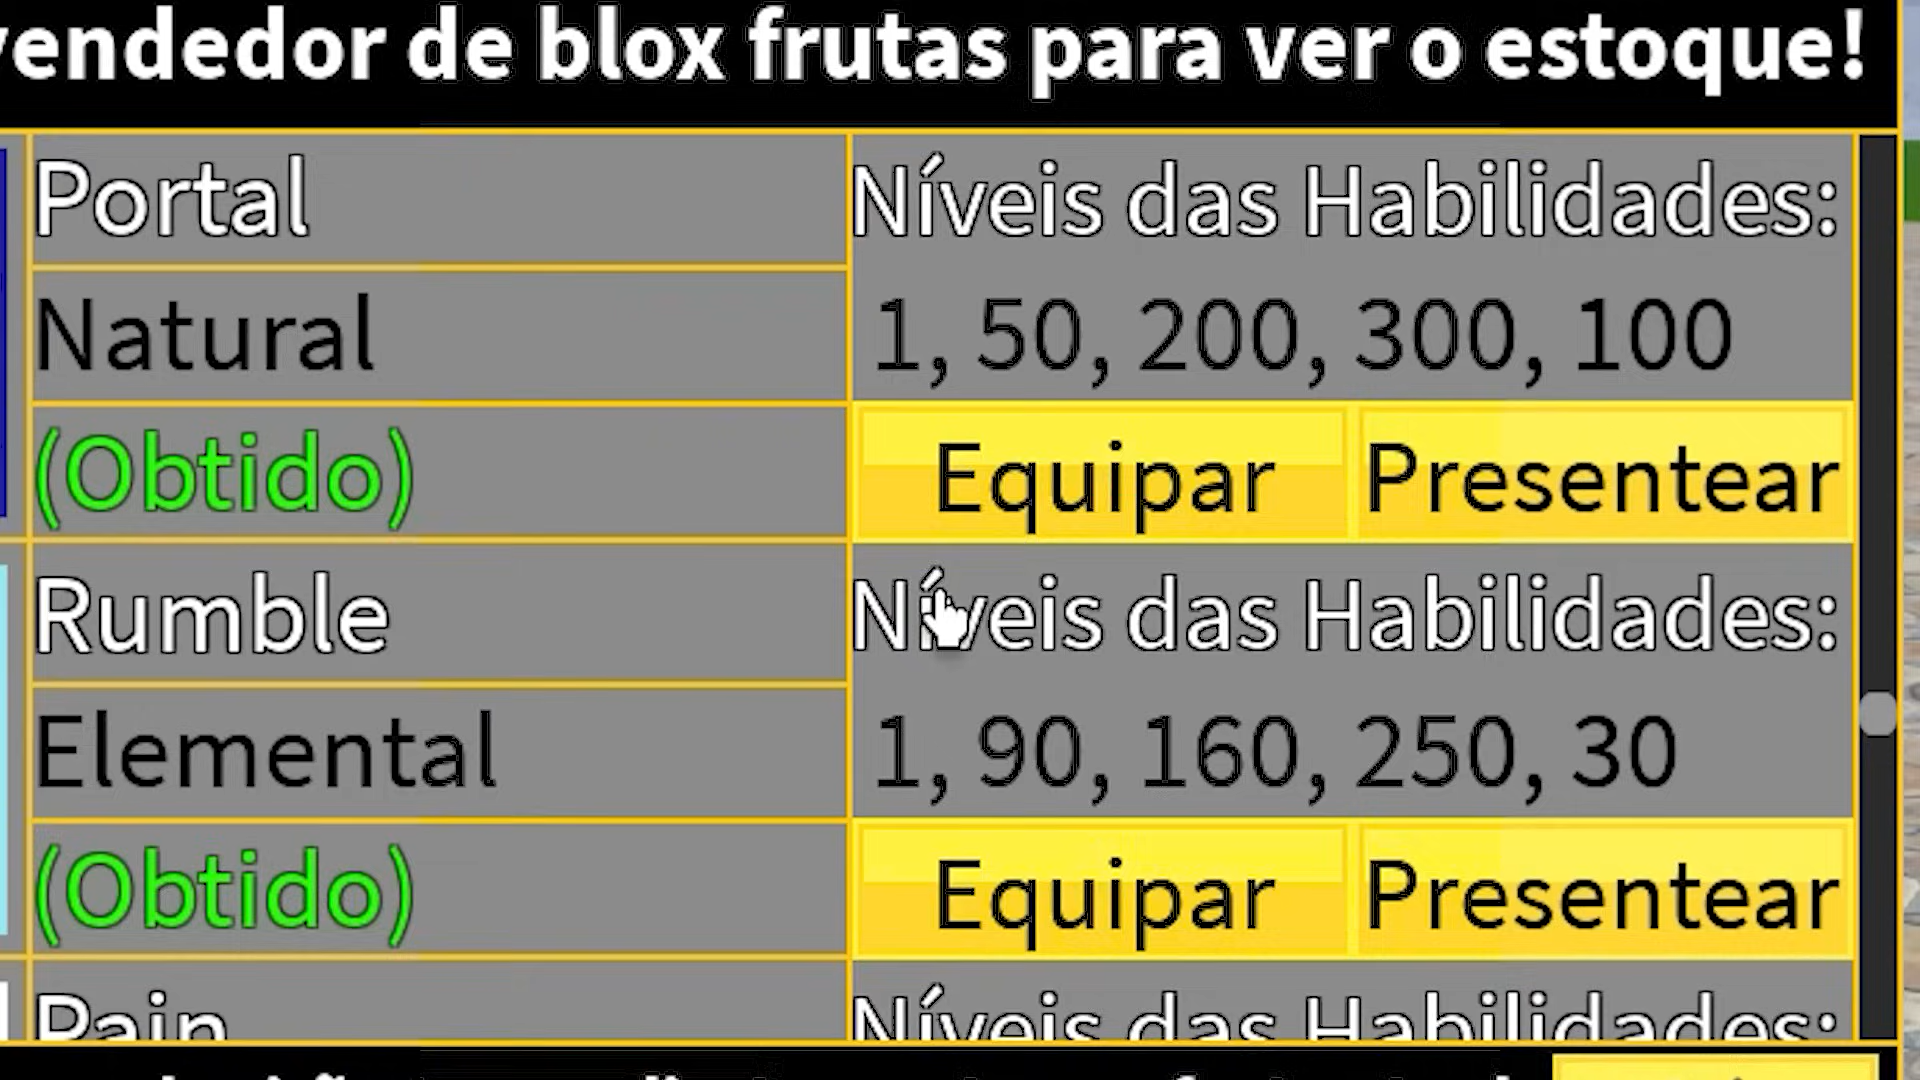 vendedor de blox frutas para ver o estoque!
Portal
Níveis das Habilidades:
Natural
1, 50, 200, 300, 100
(Obtido)
Equipar
Presentear
Rumble
Níveis das Habilidades:
Elemental
1, 90, 160, 250, 30
(Obtido)
Equipar
Presentear
Pain
Níveis das Habilidades: